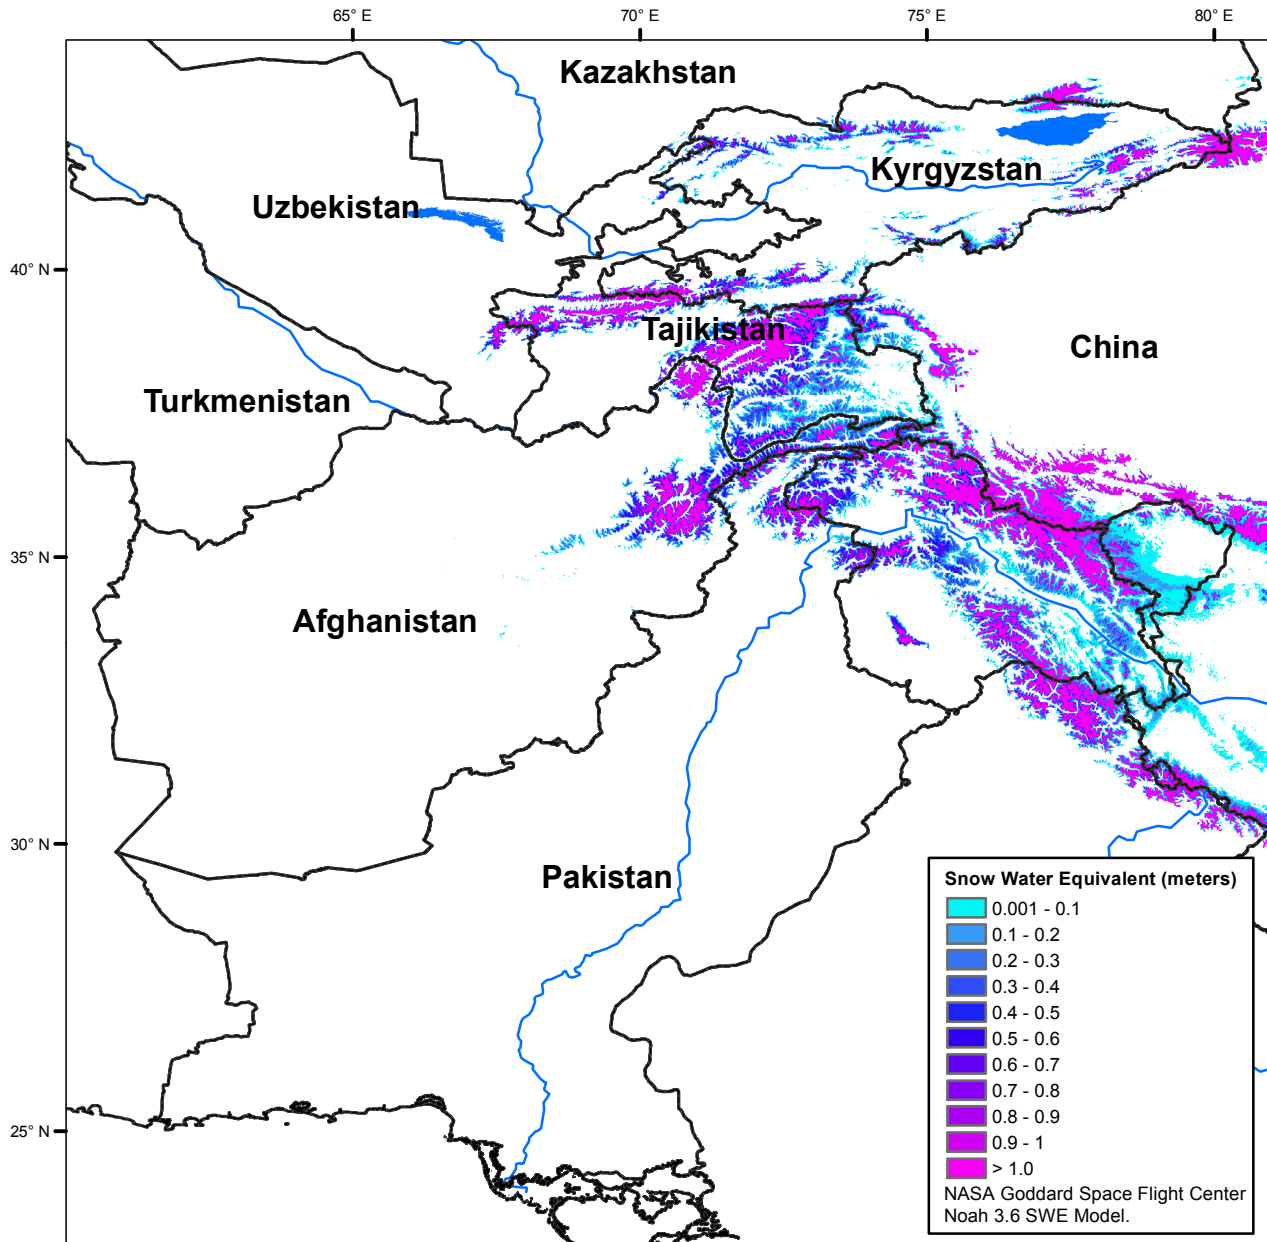 65° E
70° E
75° E
80° E
Kazakhstan
Kyrgyzstan
Uzbekistan
40° N
Tajikistan
China
Turkmenistan
35° N
Afghanistan
30° N
Pakistan
25° N
Snow Water Equivalent (meters)
0.001 - 0.1
0.1 - 0.2
0.2 - 0.3
0.3 - 0.4
0.4 - 0.5
0.5 - 0.6
0.6 - 0.7
0.7 - 0.8
0.8 - 0.9
0.9 - 1
> 1.0
NASA Goddard Space Flight Center
Noah 3.6 SWE Model.